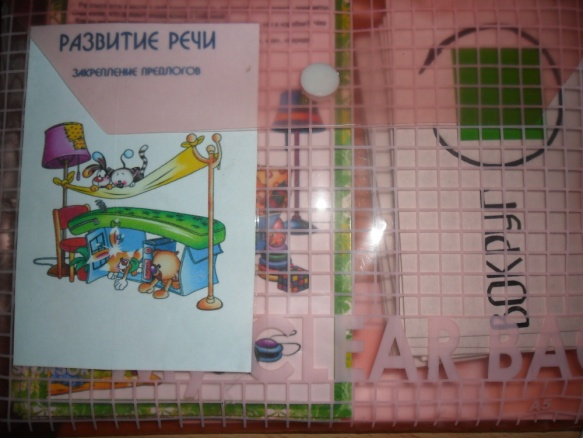 РАЗВИТИЕ РЕЧИ
ЗАКРЕПЛЕНИЕ ПРЕДЛОГОВ
ВОКРУГ
CLEAR BAG